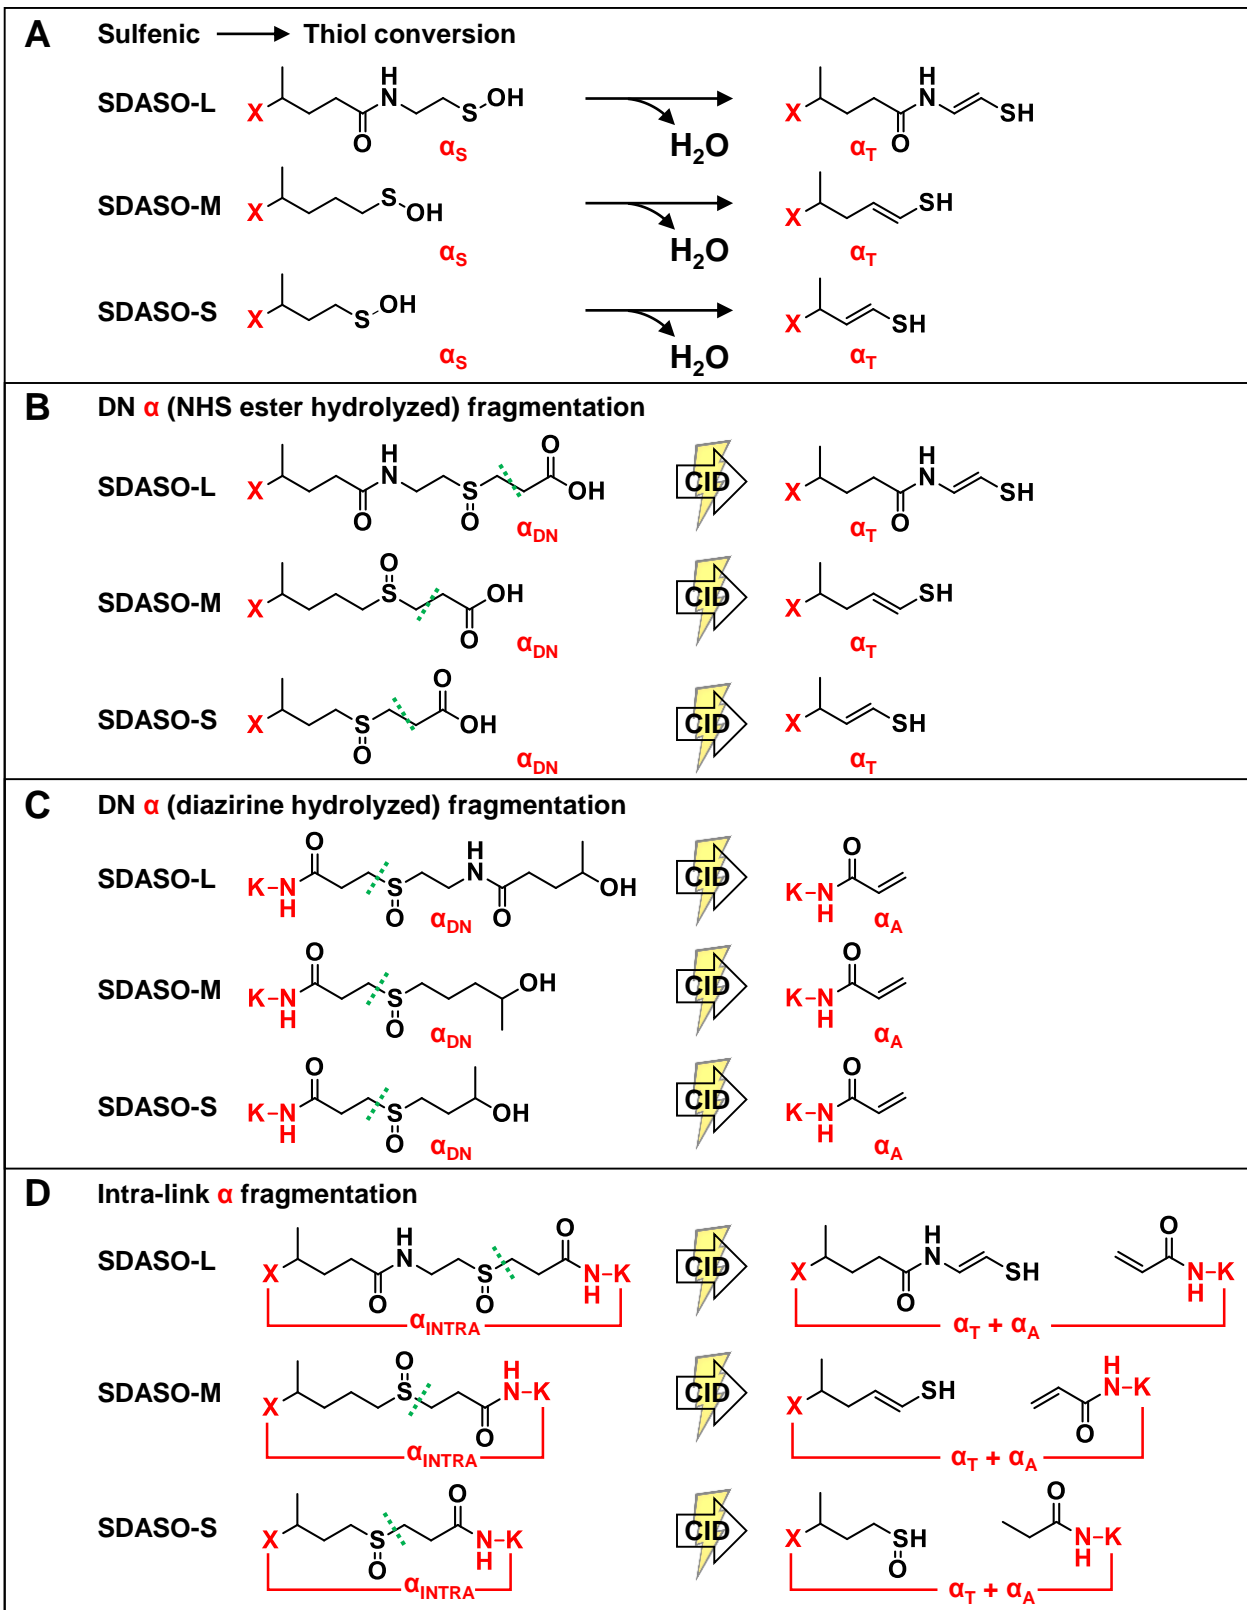 A Sulfenic Thiol conversion
SDASO-L X O N H S OH αS H2O X O N H SH αT
SDASO-M X S OH αS H2O X SH αT
SDASO-S X S OH αS H2O X SH αT
B DN α (NHS ester hydrolyzed) fragmentation
SDASO-L X O N H S O O OH αDN CID X O N H SH αT
SDASO-M X O S O OH αDN CID X SH αT
SDASO-S X S O O OH αDN CID X SH αT
C DN α (diazirine hydrolyzed) fragmentation
SDASO-L K-N H O S O N H O OH αDN CID K-N H O αA
SDASO-M K-N H O S O OH αDN CID K-N H O αA
SDASO-S K-N H O S O OH αDN CID K-N H O αA
D Intra-link α fragmentation
SDASO-L X O N H S O O N-K H αINTRA CID X O N H SH O N-K H αT + αA
SDASO-M X O S O H N-K αINTRA CID X SH O H N-K αT + αA
SDASO-S X S O O N-K H αINTRA CID X SH O O N-K H αT + αA